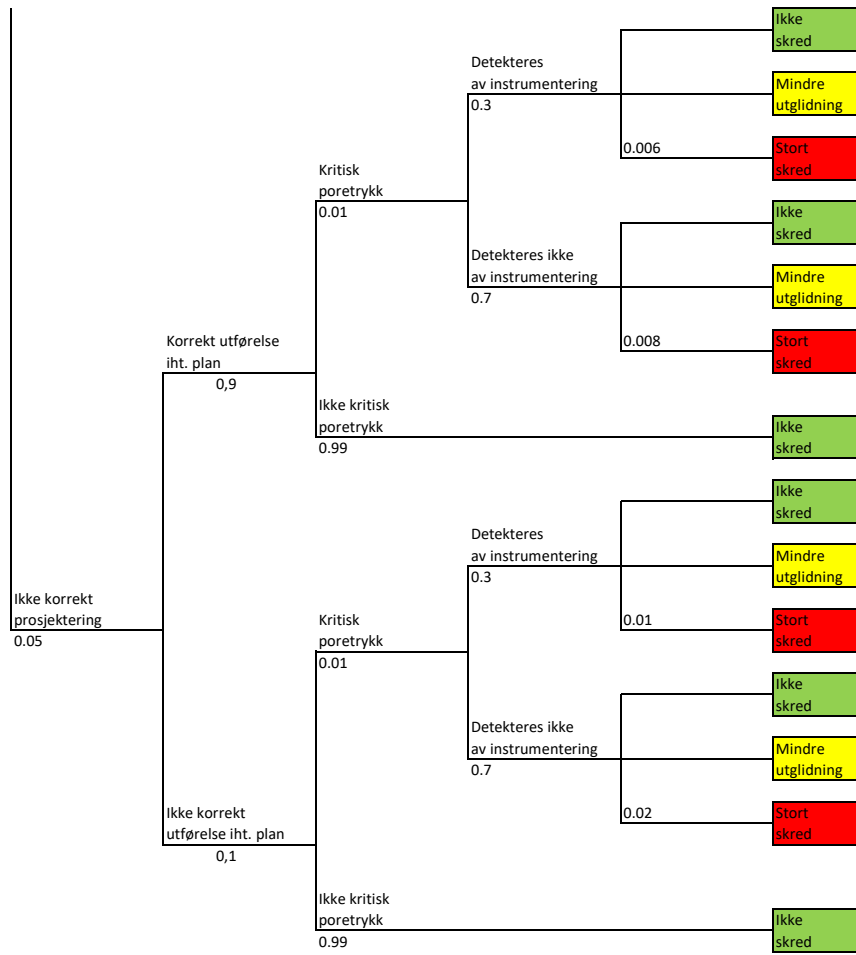 Ikke
skred
Detekteres
av instrumentering
0.3
Mindre
utglidning
0.006
Stort
skred
Kritisk
poretrykk
0.01
Ikke
skred
Detekteres ikke
av instrumentering
0.7
Mindre
utglidning
0.008
Stort
skred
Korrekt utførelse
iht. plan
0,9
Ikke kritisk
poretrykk
0.99
Ikke
skred
Ikke
skred
Detekteres
av instrumentering
0.3
Mindre
utglidning
Ikke korrekt
prosjektering
0.05
0.01
Stort
skred
Kritisk
poretrykk
0.01
Ikke
skred
Detekteres ikke
av instrumentering
0.7
Mindre
utglidning
0.02
Stort
skred
Ikke korrekt
utførelse iht. plan
0,1
Ikke kritisk
poretrykk
0.99
Ikke
skred